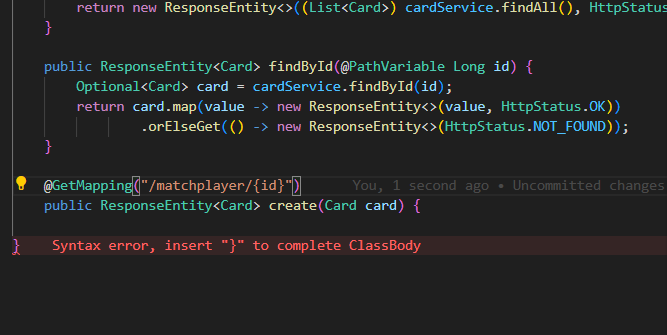 return new ResponseEntity<>((List<Card>) cardService.findAll(), HttpStatus.
}
public ResponseEntity<Card> findById(@PathVariable Long id) {
Optional<Card> card = cardService.findById(id);
return card.map(value -> new ResponseEntity<>(value, HttpStatus.OK))
.orElseGet(() -> new ResponseEntity<>(HttpStatus.NOT_FOUND));
}
@GetMapping("/matchplayer/{id}") You, 1 second ago • Uncommitted changes
public ResponseEntity<Card> create(Card card) {
} Syntax error, insert "}" to complete ClassBody